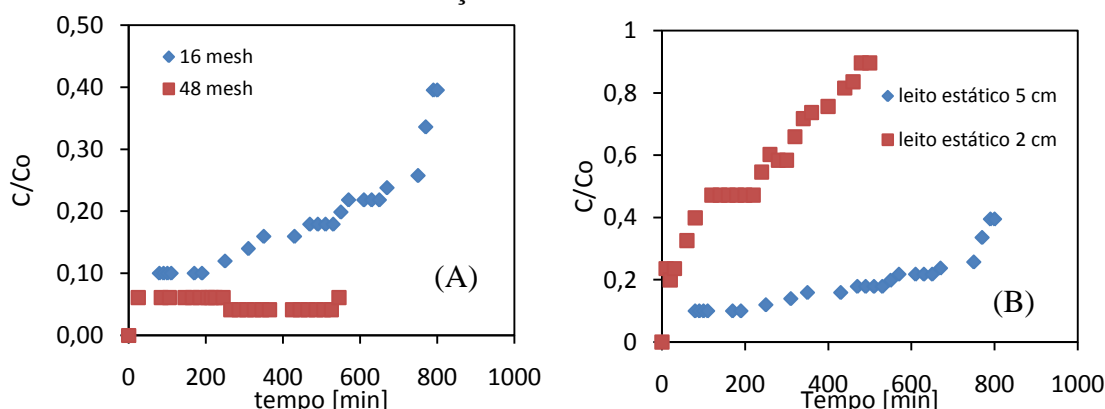 0,50
0,40
0,30
0,20
0,10
0,00
C/Co
16 mesh
48 mesh
(A)
0 200 400 600 800 1000
tempo [min]
1
0,8
0,6
0,4
0,2
0
C/Co
leito estático 5 cm
leito estático 2 cm
(B)
0 200 400 600 800 1000
Tempo [min]